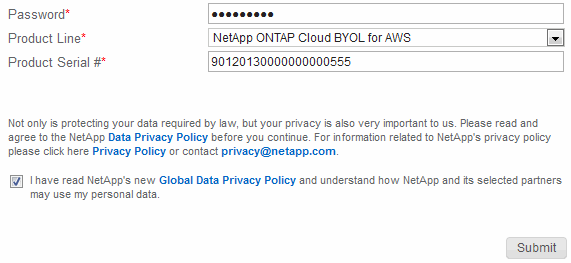 Password*
●●●●●●●●●
Product Line*
NetApp ONTAP Cloud BYOL for AWS
Product Serial #*
90120130000000000555
Not only is protecting your data required by law, but your privacy is also very important to us. Please read and
agree to the NetApp Data Privacy Policy before you continue. For information related to NetApp's privacy policy
please click here Privacy Policy or contact privacy@netapp.com.
I have read NetApp's new Global Data Privacy Policy and understand how NetApp and its selected partners
may use my personal data.
Submit